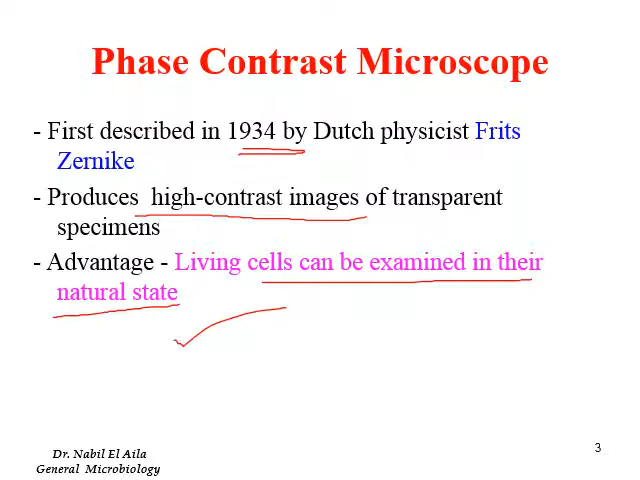 Phase Contrast Microscope
- First described in 1934 by Dutch physicist Frits
Zernike
- Produces high-contrast images of transparent
specimens
- Advantage - Living cells can be examined in their
natural state
Dr. Nabil El Aila
General Microbiology
3